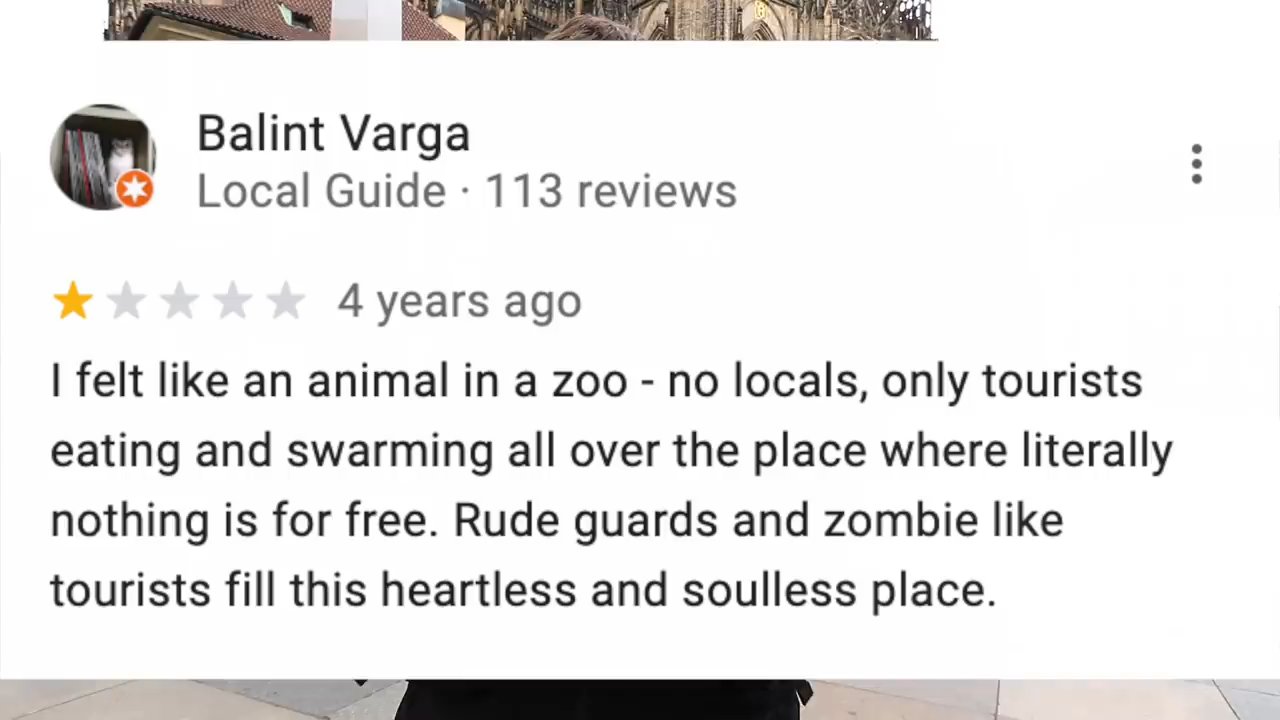 Balint Varga
Local Guide · 113 reviews
4 years ago
I felt like an animal in a zoo - no locals, only tourists
eating and swarming all over the place where literally
nothing is for free. Rude guards and zombie like
tourists fill this heartless and soulless place.